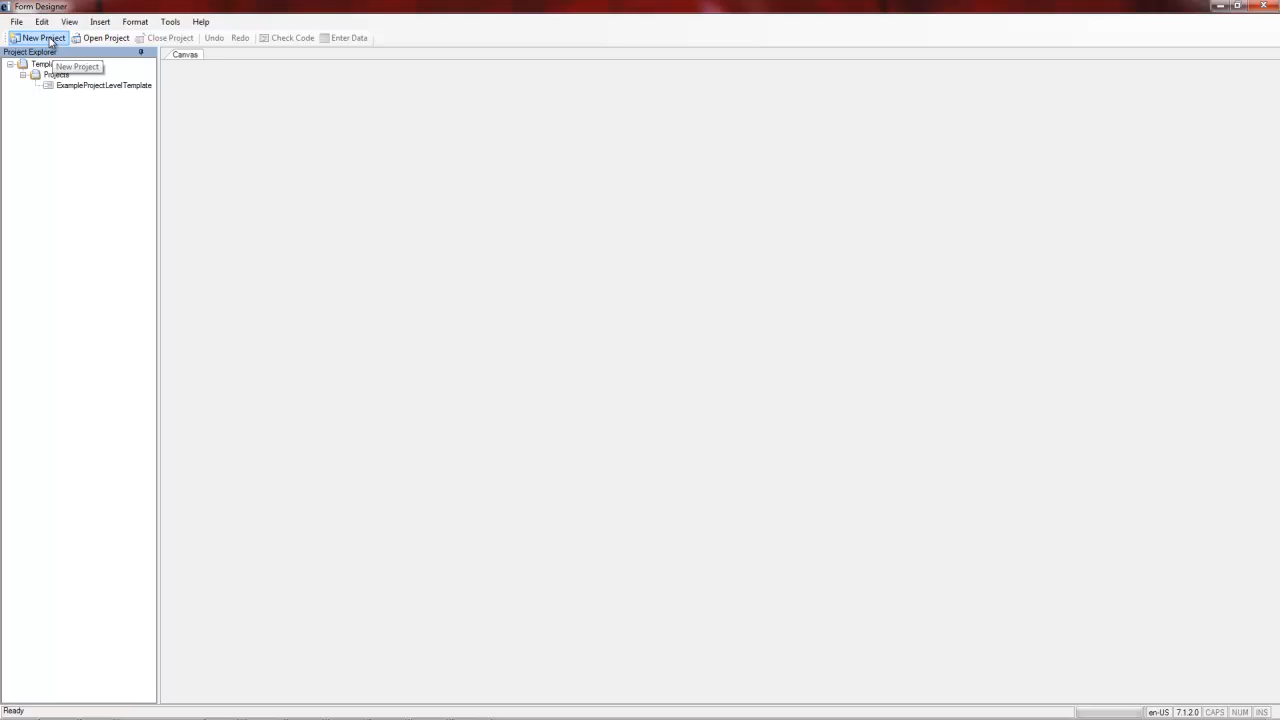 Form Designer
File Edit View Insert Format Tools Help
New Project Open Project Close Project Undo Redo Check Code Enter Data
Project Explorer Canvas
New Project
Projects
ExampleProjectLevelTemplate
Ready en-US 7.1.2.0 CAPS NUM INS